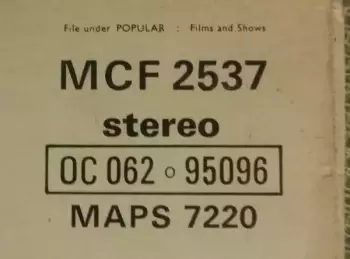 File under POPULAR : Films and Shows
MCF 2537
stereo
OC 062 o 95096
MAPS 7220